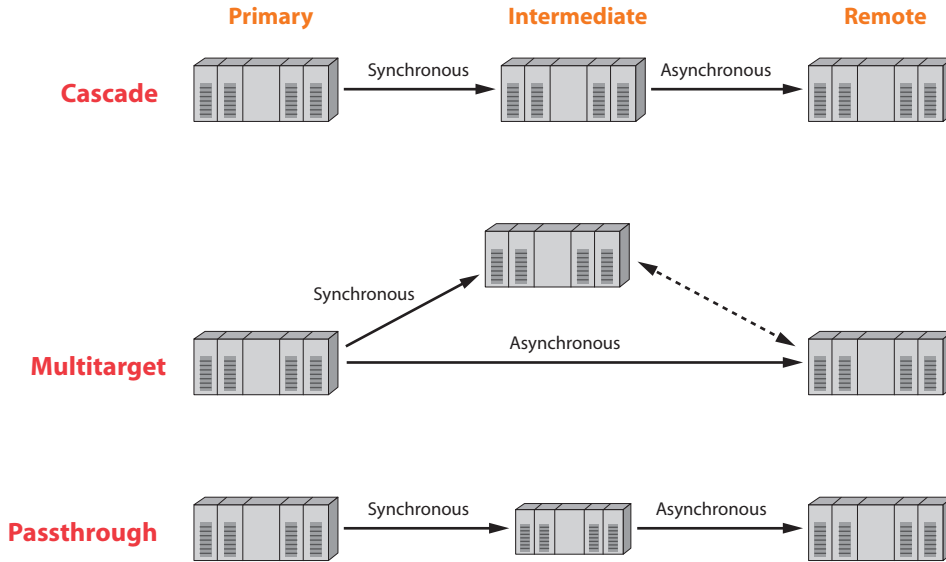 Primary
Intermediate
Remote
Cascade
Synchronous
Asynchronous
Multitarget
Synchronous
Asynchronous
Passthrough
Synchronous
Asynchronous